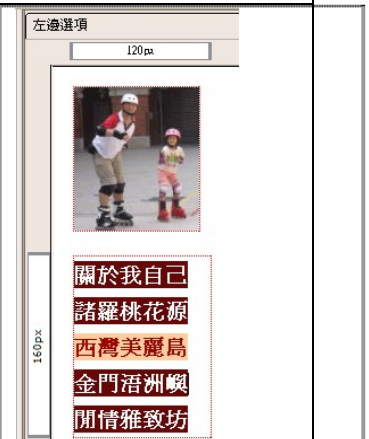 左邊選項
120px
160px
關於我自己
諸羅桃花源
西灣美麗島
金門浯洲嶼
閒情雅致坊